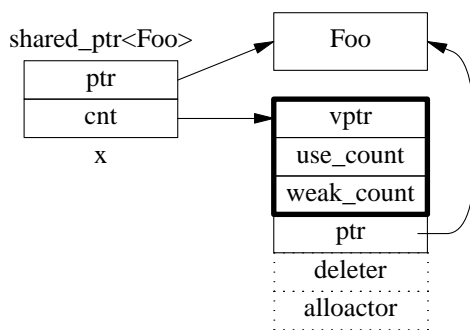 shared_ptr<Foo>
ptr
cnt
x
Foo
vptr
use_count
weak_count
ptr
deleter
alloactor